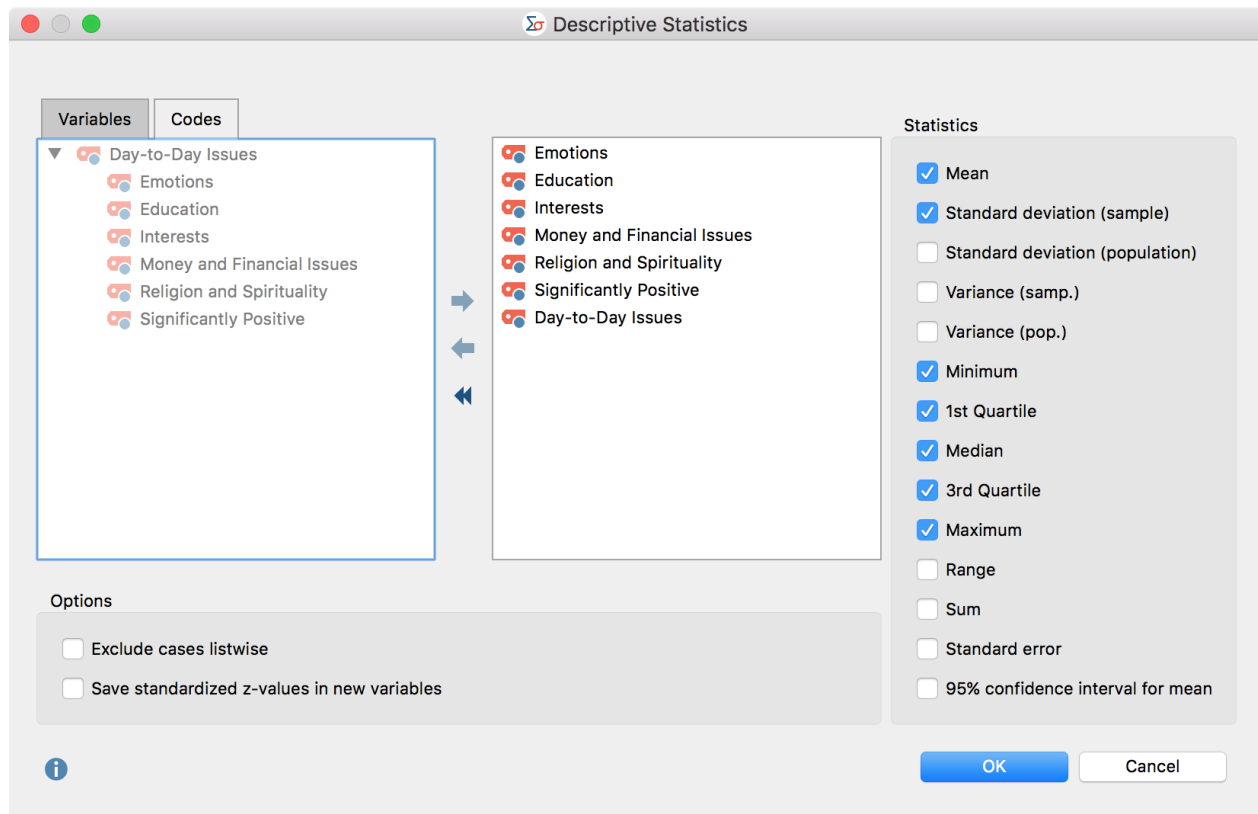 Descriptive Statistics
Variables
Codes
Day-to-Day Issues
Emotions
Education
Interests
Money and Financial Issues
Religion and Spirituality
Significantly Positive
Emotions
Education
Interests
Money and Financial Issues
Religion and Spirituality
Significantly Positive
Day-to-Day Issues
Statistics
Mean
Standard deviation (sample)
Standard deviation (population)
Variance (samp.)
Variance (pop.)
Minimum
1st Quartile
Median
3rd Quartile
Maximum
Range
Sum
Standard error
95% confidence interval for mean
Options
Exclude cases listwise
Save standardized z-values in new variables
OK
Cancel